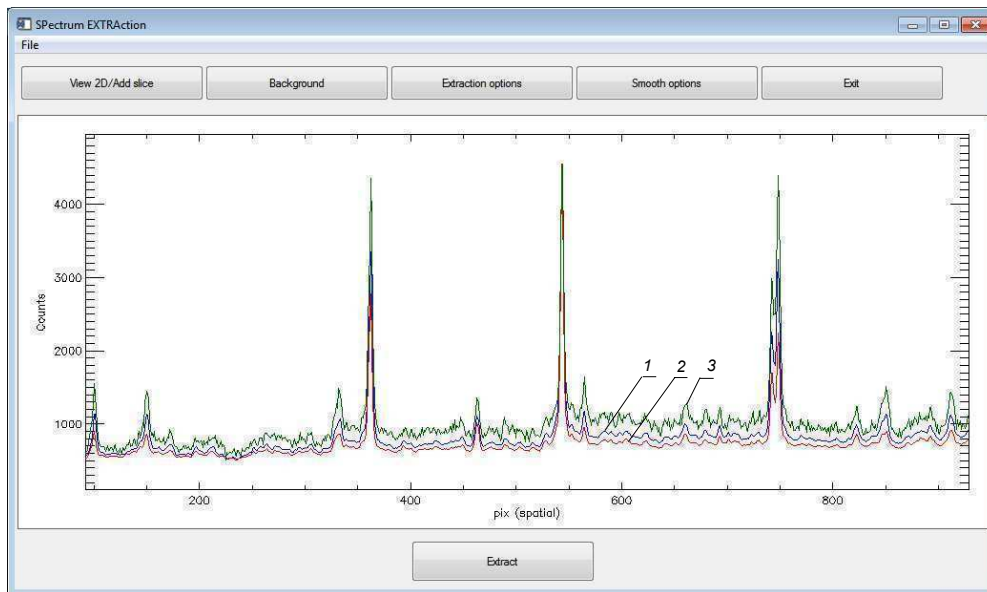 SPectrum EXTRAction
File
View 2D/Add slice Background Extraction options Smooth options Exit
4000
3000
2000
1000
Counts
1 2 3
200 400 600 800
pix (spatial)
Extract